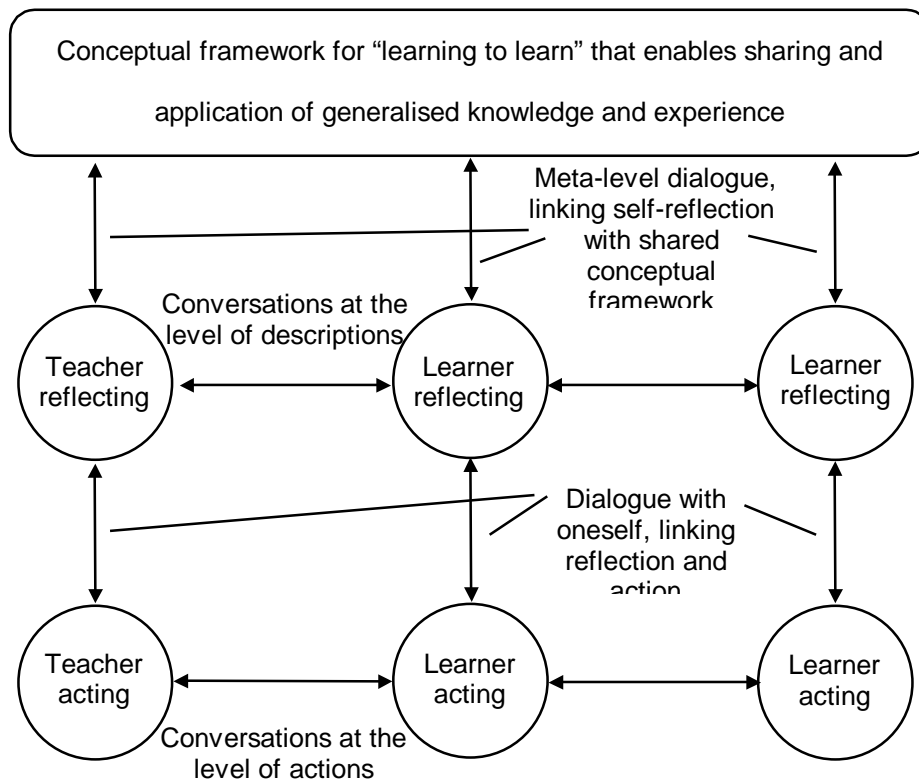 Conceptual framework for “learning to learn” that enables sharing and
application of generalised knowledge and experience
Meta-level dialogue,
linking self-reflection
with shared
conceptual
framework
Conversations at the
level of descriptions
Teacher
reflecting
Learner
reflecting
Learner
reflecting
Dialogue with
oneself, linking
reflection and
action
Teacher
acting
Learner
acting
Learner
acting
Conversations at the
level of actions